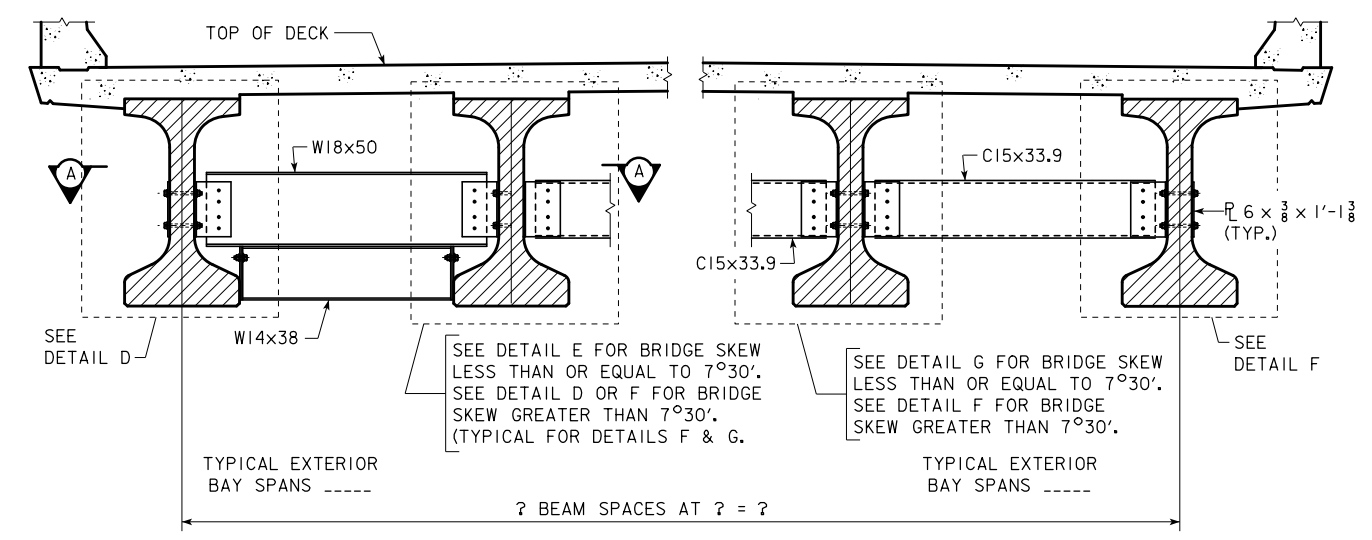 TOP OF DECK
W18x50
C15x33.9
A
A
PL 6 x 3/8 x 1'-1 3/8
(TYP.)
C15x33.9
W14x38
SEE
DETAIL D
SEE DETAIL E FOR BRIDGE SKEW
LESS THAN OR EQUAL TO 7°30'.
SEE DETAIL D OR F FOR BRIDGE
SKEW GREATER THAN 7°30'.
(TYPICAL FOR DETAILS F & G.
SEE DETAIL G FOR BRIDGE SKEW
LESS THAN OR EQUAL TO 7°30'.
SEE DETAIL F FOR BRIDGE
SKEW GREATER THAN 7°30'.
SEE
DETAIL F
TYPICAL EXTERIOR
BAY SPANS _____
TYPICAL EXTERIOR
BAY SPANS _____
? BEAM SPACES AT ? = ?